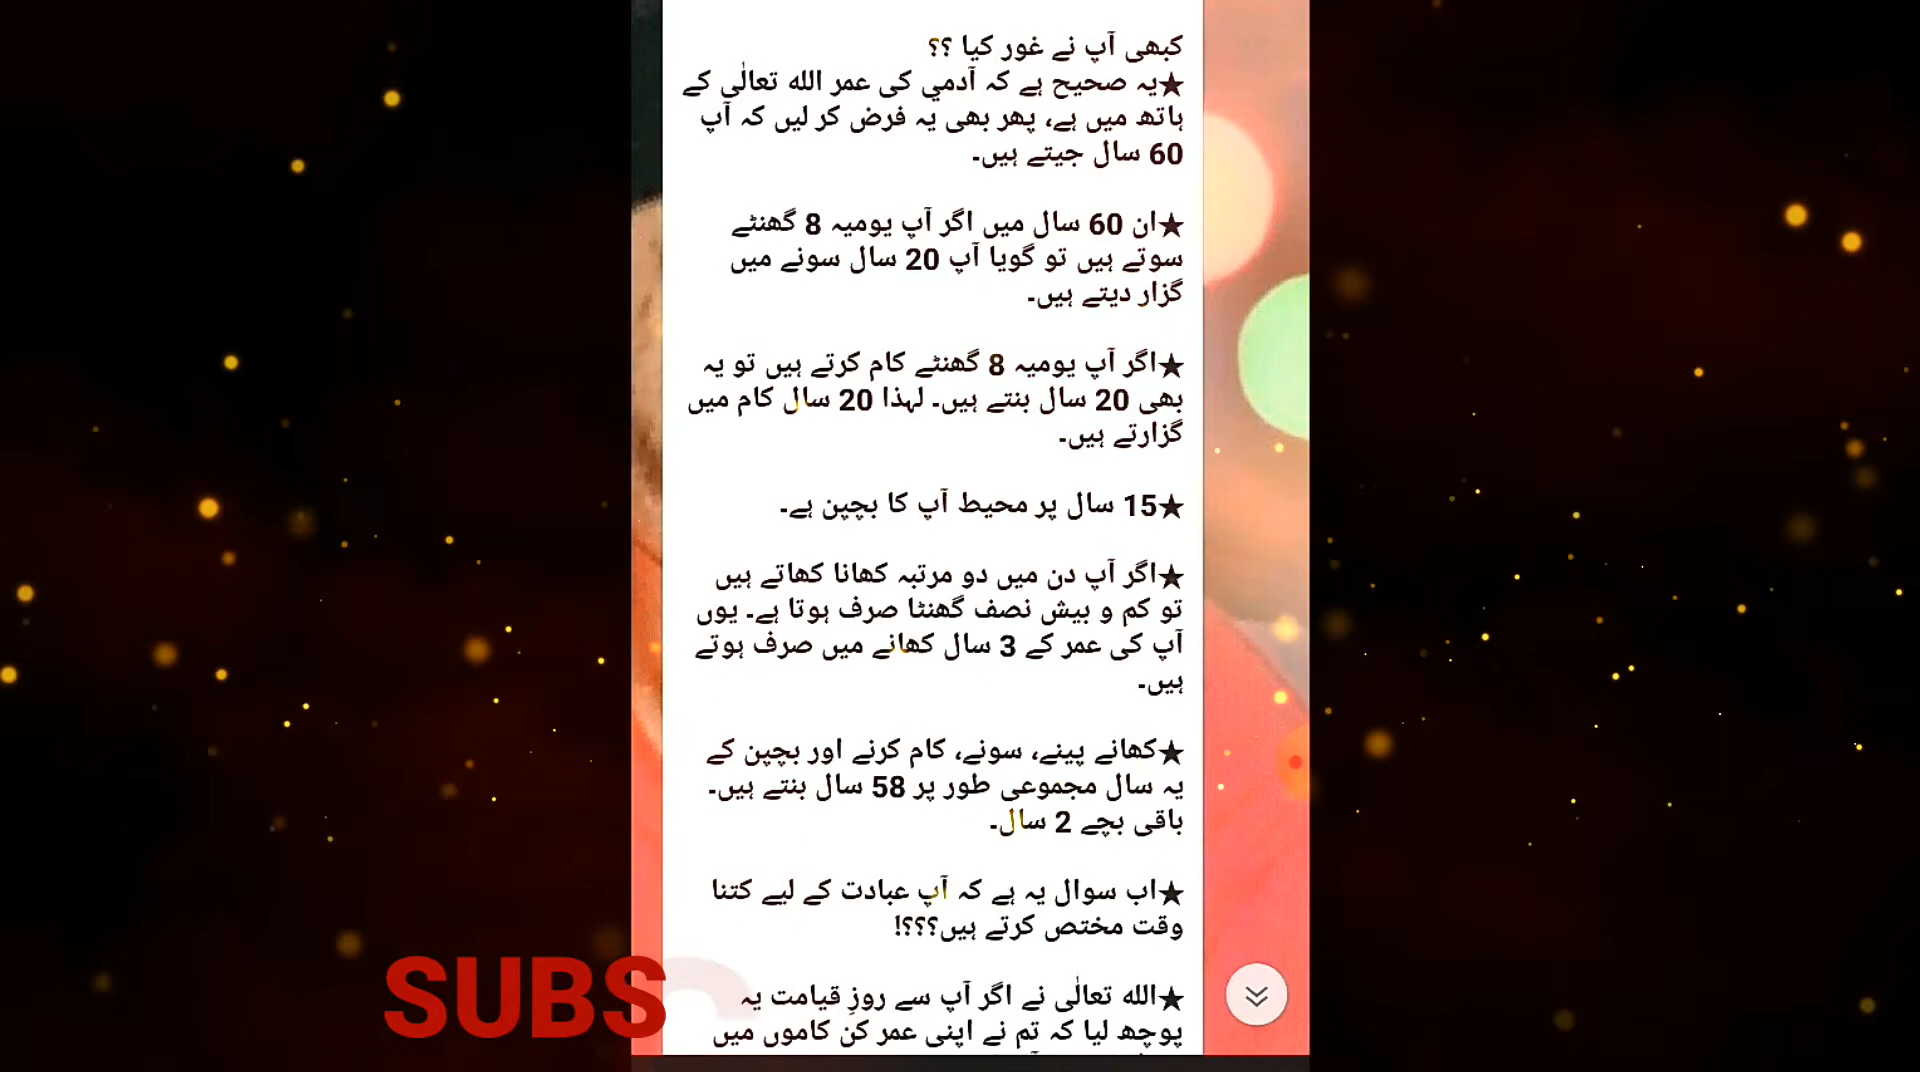 کبھی آپ نے غور کیا ؟؟
★یہ صحیح ہے کہ آدمي کی عمر الله تعالٰی کے
ہاتھ میں ہے، پھر بھی یہ فرض کر لیں کہ آپ
60 سال جیتے ہیں۔
★ان 60 سال میں اگر آپ یومیہ 8 گھنٹے
سوتے ہیں تو گویا آپ 20 سال سونے میں
گزار دیتے ہیں۔
★اگر آپ یومیہ 8 گھنٹے کام کرتے ہیں تو یہ
بھی 20 سال بنتے ہیں۔ لہذا 20 سال کام میں
گزارتے ہیں۔
★15 سال پر محیط آپ کا بچپن ہے۔
★اگر آپ دن میں دو مرتبہ کھانا کھاتے ہیں
تو کم و بیش نصف گھنٹا صرف ہوتا ہے۔ یوں
آپ کی عمر کے 3 سال کھانے میں صرف ہوتے
ہیں۔
★کھانے پینے، سونے، کام کرنے اور بچپن کے
یہ سال مجموعی طور پر 58 سال بنتے ہیں۔
باقی بچے 2 سال۔
★اب سوال یہ ہے کہ آپ عبادت کے لیے کتنا
وقت مختص کرتے ہیں؟؟؟!
★الله تعالٰی نے اگر آپ سے روزِ قیامت یہ
پوچھ لیا کہ تم نے اپنی عمر کن کاموں میں
SUBS